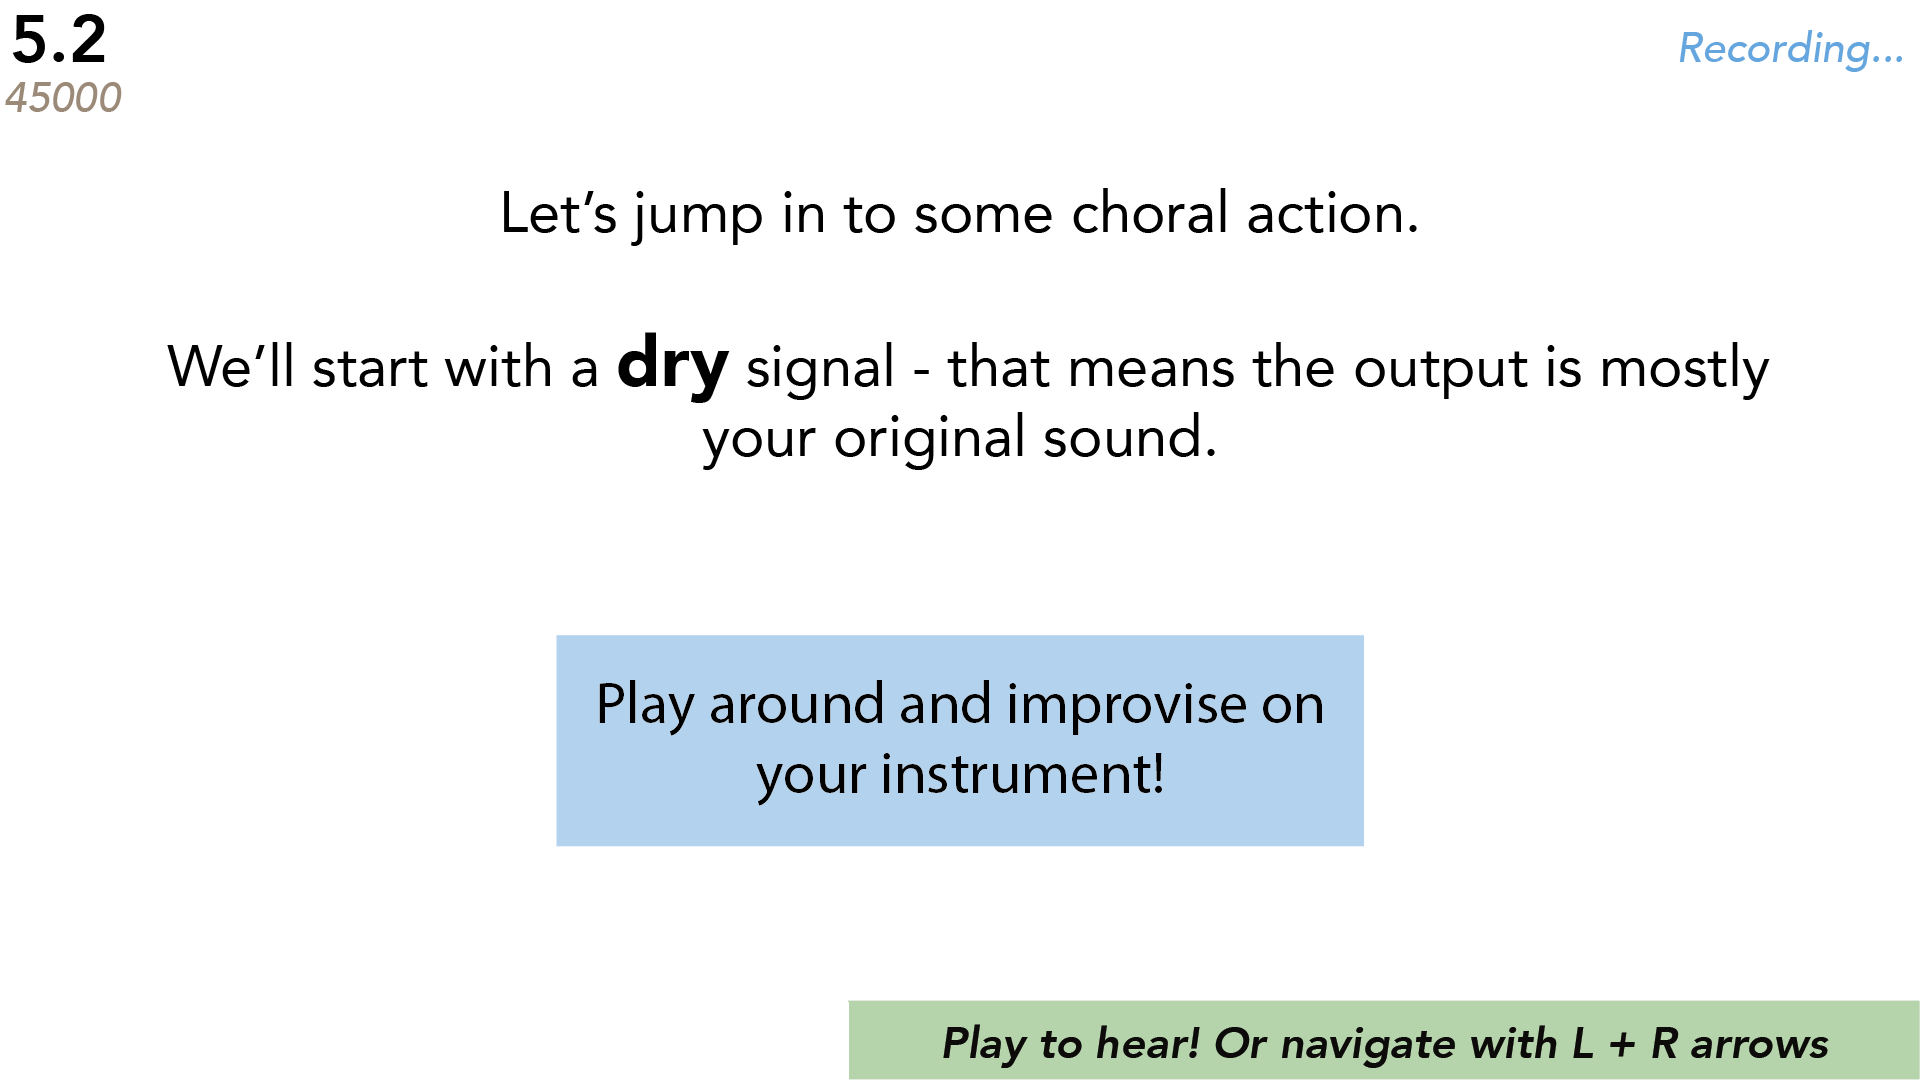 5.2
45000
Recording...
Let’s jump in to some choral action.
We’ll start with a dry signal - that means the output is mostly
your original sound.
Play around and improvise on
your instrument!
Play to hear! Or navigate with L + R arrows